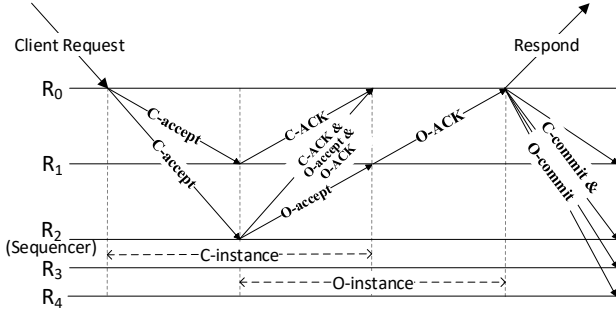 Client Request
Respond
R0
C-accept
C-accept
C-ACK
C-ACK &
O-accept &
O-ACK
O-ACK
C-commit &
O-commit
R1
O-accept
R2
(Sequencer)
C-instance
R3
O-instance
R4